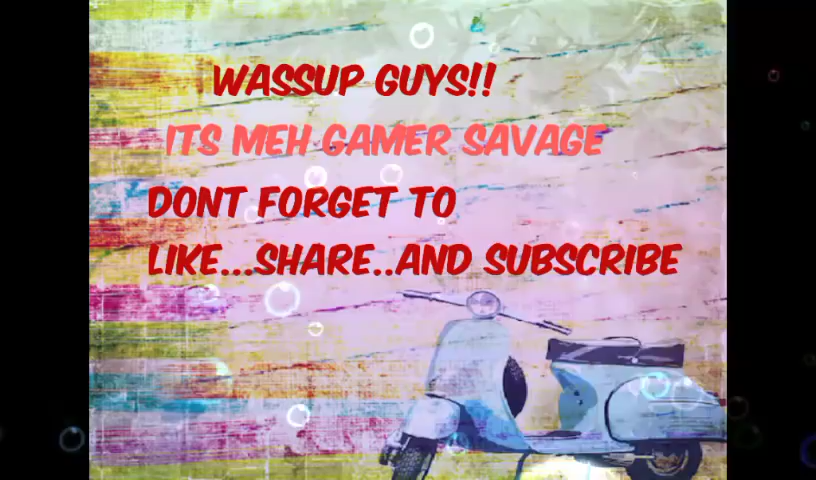 WASSUP GUYS!!
ITS MEH GAMER SAVAGE
DONT FORGET TO
LIKE...SHARE..AND SUBSCRIBE